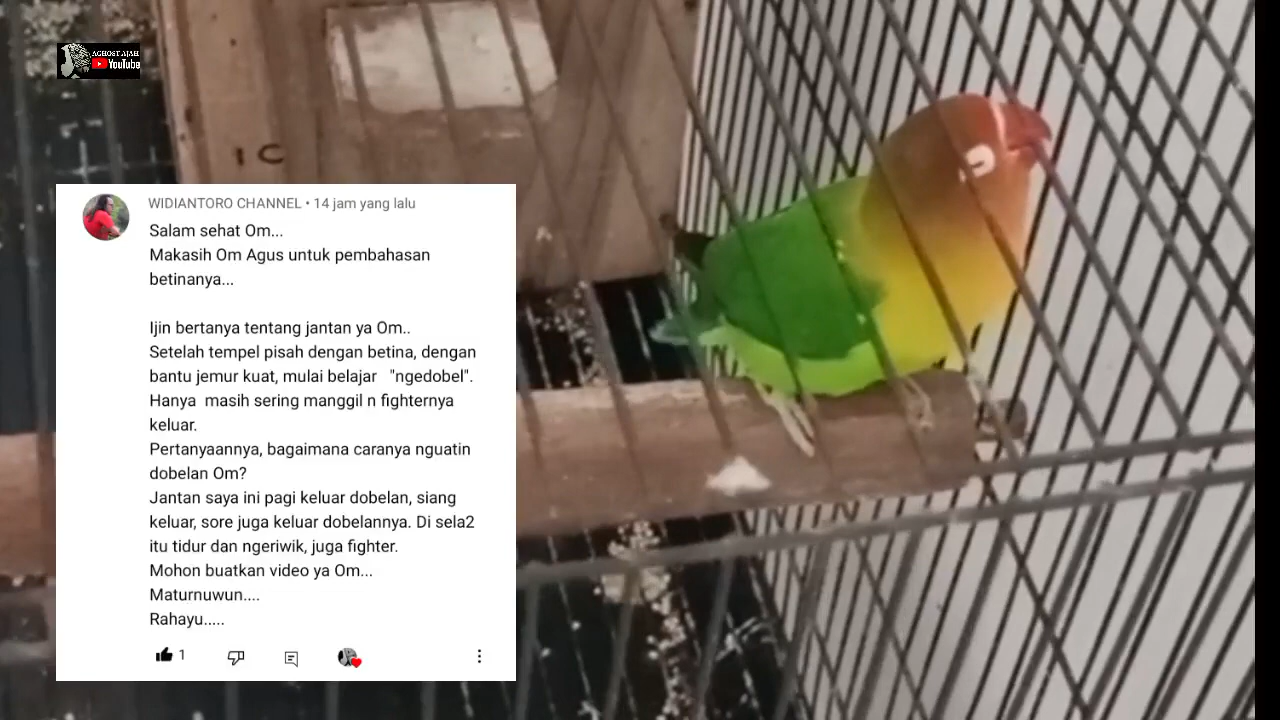 AGHOST AJAH
YouTube
I C
WIDIANTORO CHANNEL • 14 jam yang lalu
Salam sehat Om...
Makasih Om Agus untuk pembahasan
betinanya...
Ijin bertanya tentang jantan ya Om..
Setelah tempel pisah dengan betina, dengan
bantu jemur kuat, mulai belajar "ngedobel".
Hanya masih sering manggil n fighternya
keluar.
Pertanyaannya, bagaimana caranya nguatin
dobelan Om?
Jantan saya ini pagi keluar dobelan, siang
keluar, sore juga keluar dobelannya. Di sela2
itu tidur dan ngeriwik, juga fighter.
Mohon buatkan video ya Om...
Maturnuwun....
Rahayu.....
1